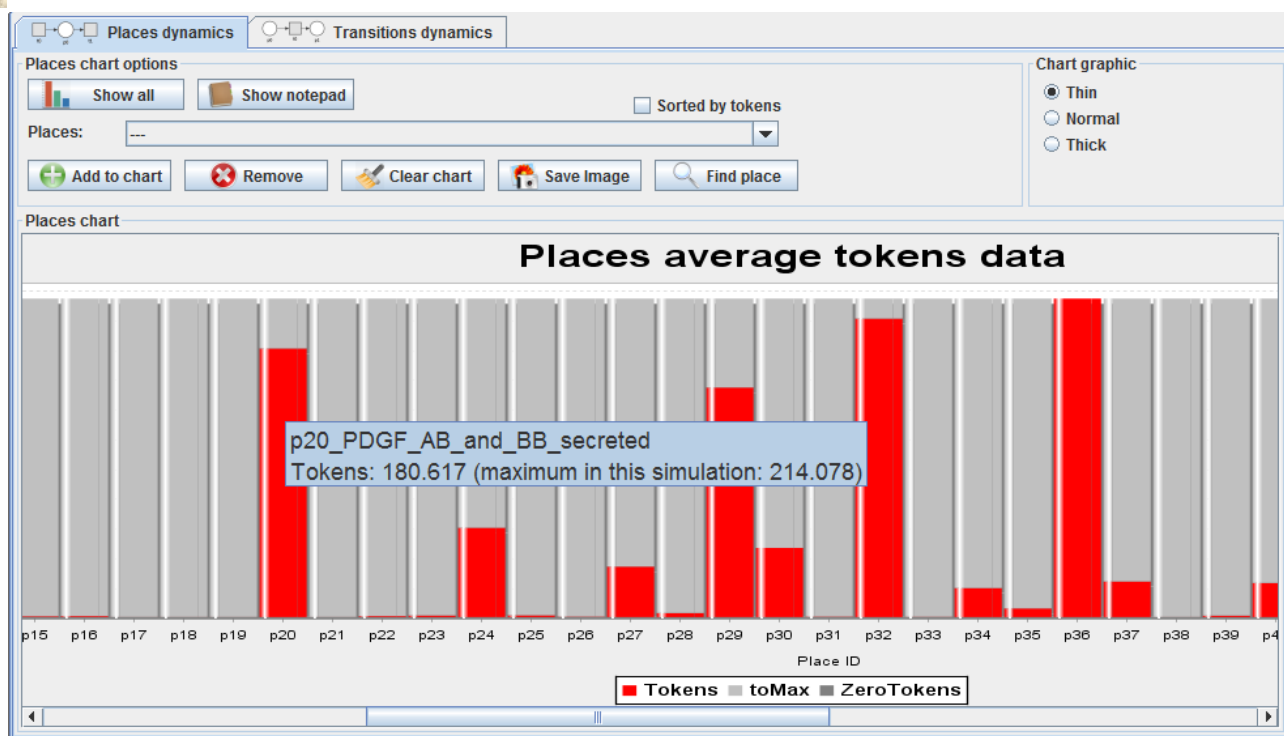 Places dynamics
Transitions dynamics
Places chart options
Show all
Show notepad
Sorted by tokens
Places:
---
Add to chart
Remove
Clear chart
Save Image
Find place
Chart graphic
Thin
Normal
Thick
Places chart
Places average tokens data
p20_PDGF_AB_and_BB_secreted
Tokens: 180.617 (maximum in this simulation: 214.078)
p15 p16 p17 p18 p19 p20 p21 p22 p23 p24 p25 p26 p27 p28 p29 p30 p31 p32 p33 p34 p35 p36 p37 p38 p39 p4
Place ID
Tokens toMax ZeroTokens